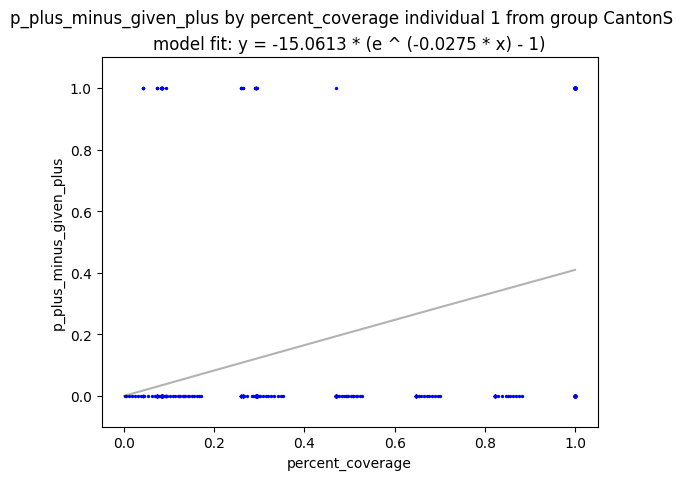 p_plus_minus_given_plus by percent_coverage individual 1 from group CantonS
model fit: y = -15.0613 * (e ^ (-0.0275 * x) - 1)
p_plus_minus_given_plus
1.0
0.8
0.6
0.4
0.2
0.0
0.0 0.2 0.4 0.6 0.8 1.0
percent_coverage